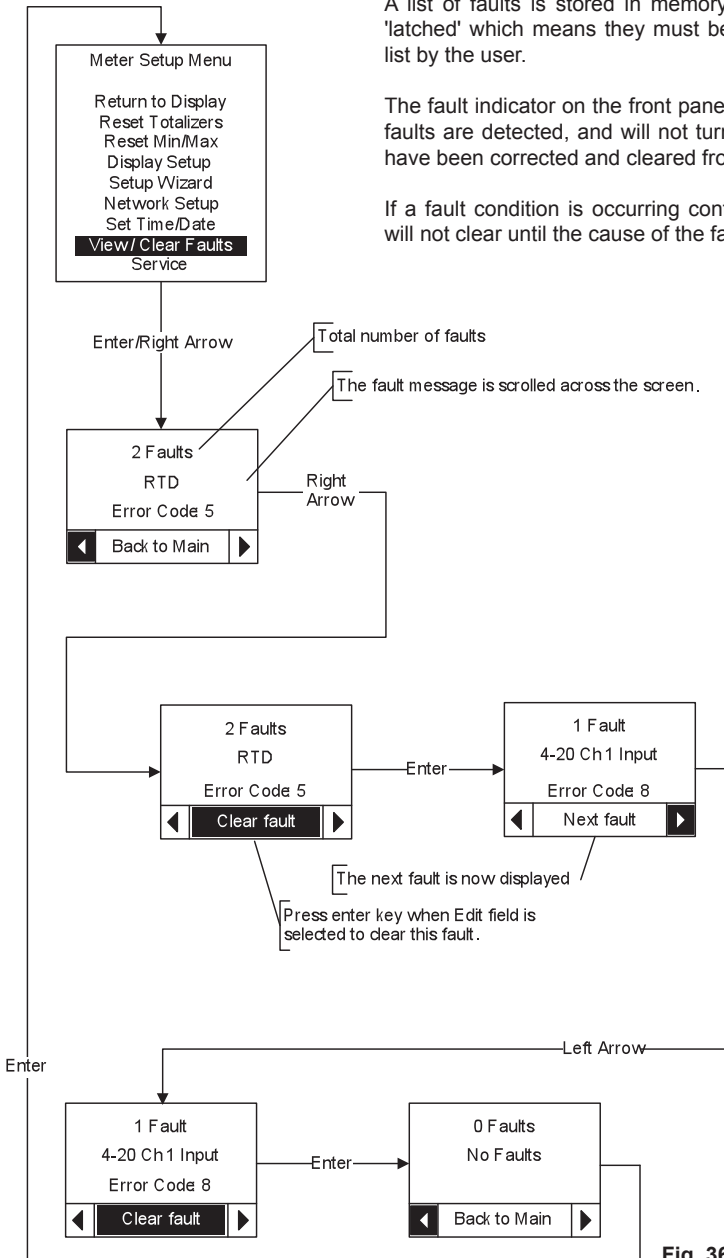 A list of faults is stored in memory
'latched' which means they must be
list by the user.
The fault indicator on the front pane
faults are detected, and will not turn
have been corrected and cleared fro
If a fault condition is occurring con
will not clear until the cause of the fa
Meter Setup Menu
Return to Display
Reset Totalizers
Reset Min/Max
Display Setup
Setup Wizard
Network Setup
Set Time/Date
View / Clear Faults
Service
Enter/Right Arrow
Total number of faults
The fault message is scrolled across the screen.
2 Faults
RTD
Error Code: 5
Back to Main
Right
Arrow
2 Faults
RTD
Error Code: 5
Clear fault
Enter
1 Fault
4-20 Ch 1 Input
Error Code: 8
Next fault
The next fault is now displayed
Press enter key when Edit field is
selected to clear this fault.
Left Arrow
Enter
1 Fault
4-20 Ch 1 Input
Error Code: 8
Clear fault
Enter
0 Faults
No Faults
Back to Main
Fig. 36